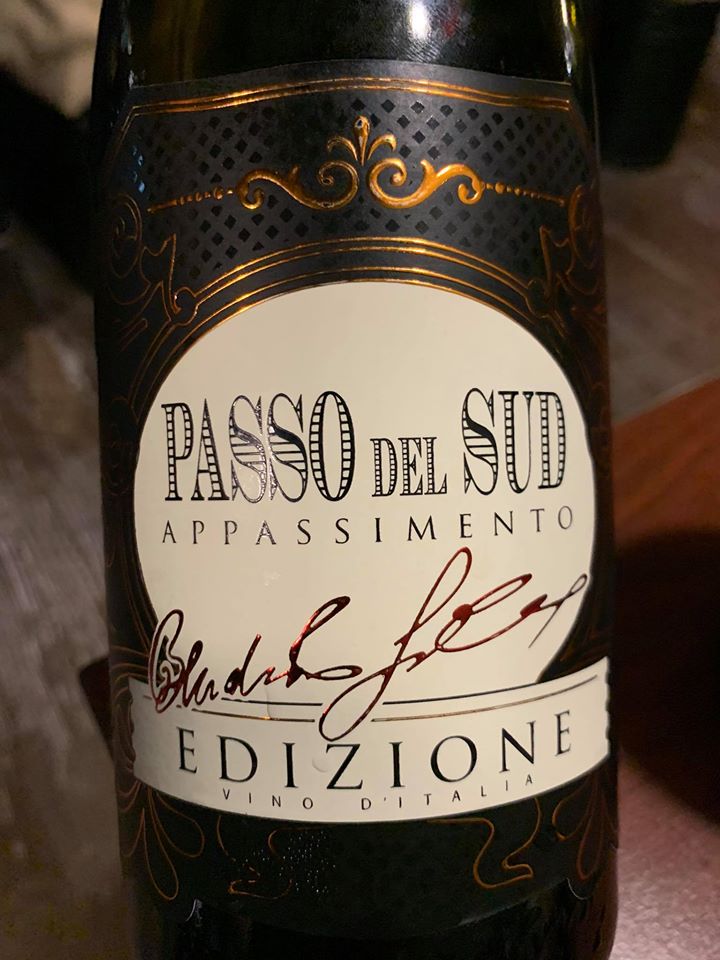 PASSO DEL SUD
APPASSIMENTO
EDIZIONE
VINO D'ITALIA